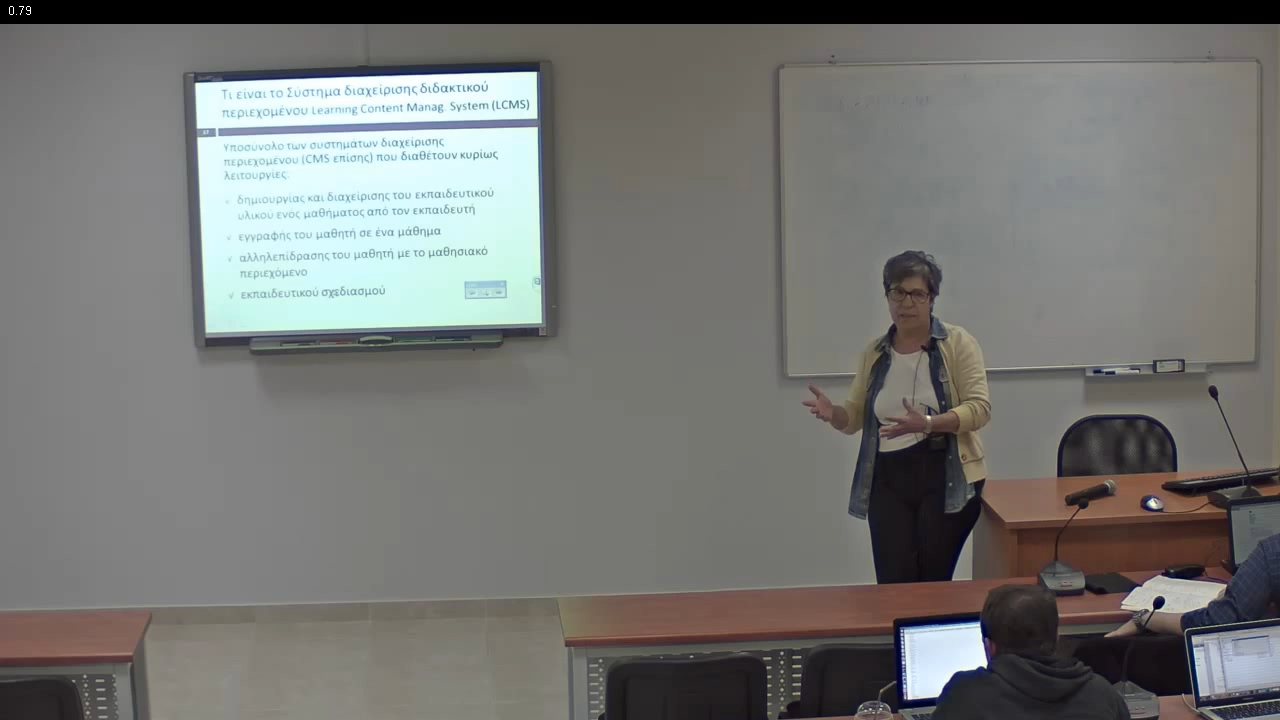 0.79
Τι είναι το Σύστημα διαχείρισης διδακτικού
περιεχομένου Learning Content Manag. System (LCMS)
37
Υποσύνολο των συστημάτων διαχείρισης
περιεχομένου (CMS επίσης) που διαθέτουν κυρίως
λειτουργίες:
√ δημιουργίας και διαχείρισης του εκπαιδευτικού
υλικού ενος μαθήματος από τον εκπαιδευτή
√ εγγραφής του μαθητή σε ένα μάθημα
√ αλληλεπίδρασης του μαθητή με το μαθησιακό
περιεχόμενο
√ εκπαιδευτικού σχεδιασμού